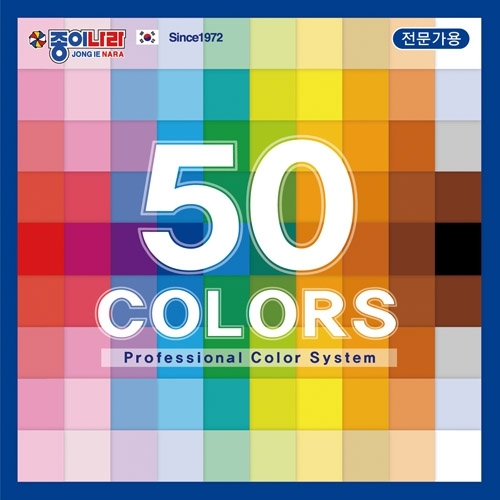 종이나라
JONG IE NARA
Since1972
전문가용
50
COLORS
Professional Color System